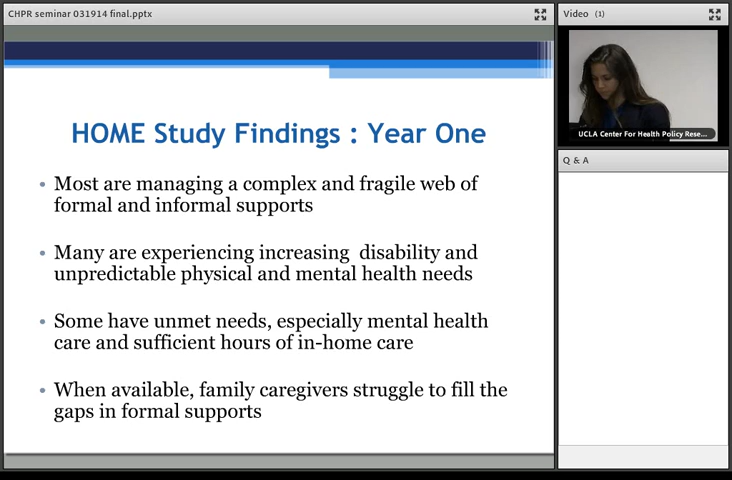 CHPR seminar 031914 final.pptx
HOME Study Findings : Year One
• Most are managing a complex and fragile web of
formal and informal supports
• Many are experiencing increasing  disability and
unpredictable physical and mental health needs
• Some have unmet needs, especially mental health
care and sufficient hours of in-home care
• When available, family caregivers struggle to fill the
gaps in formal supports
Video (1)
UCLA Center For Health Policy Rese...
Q & A